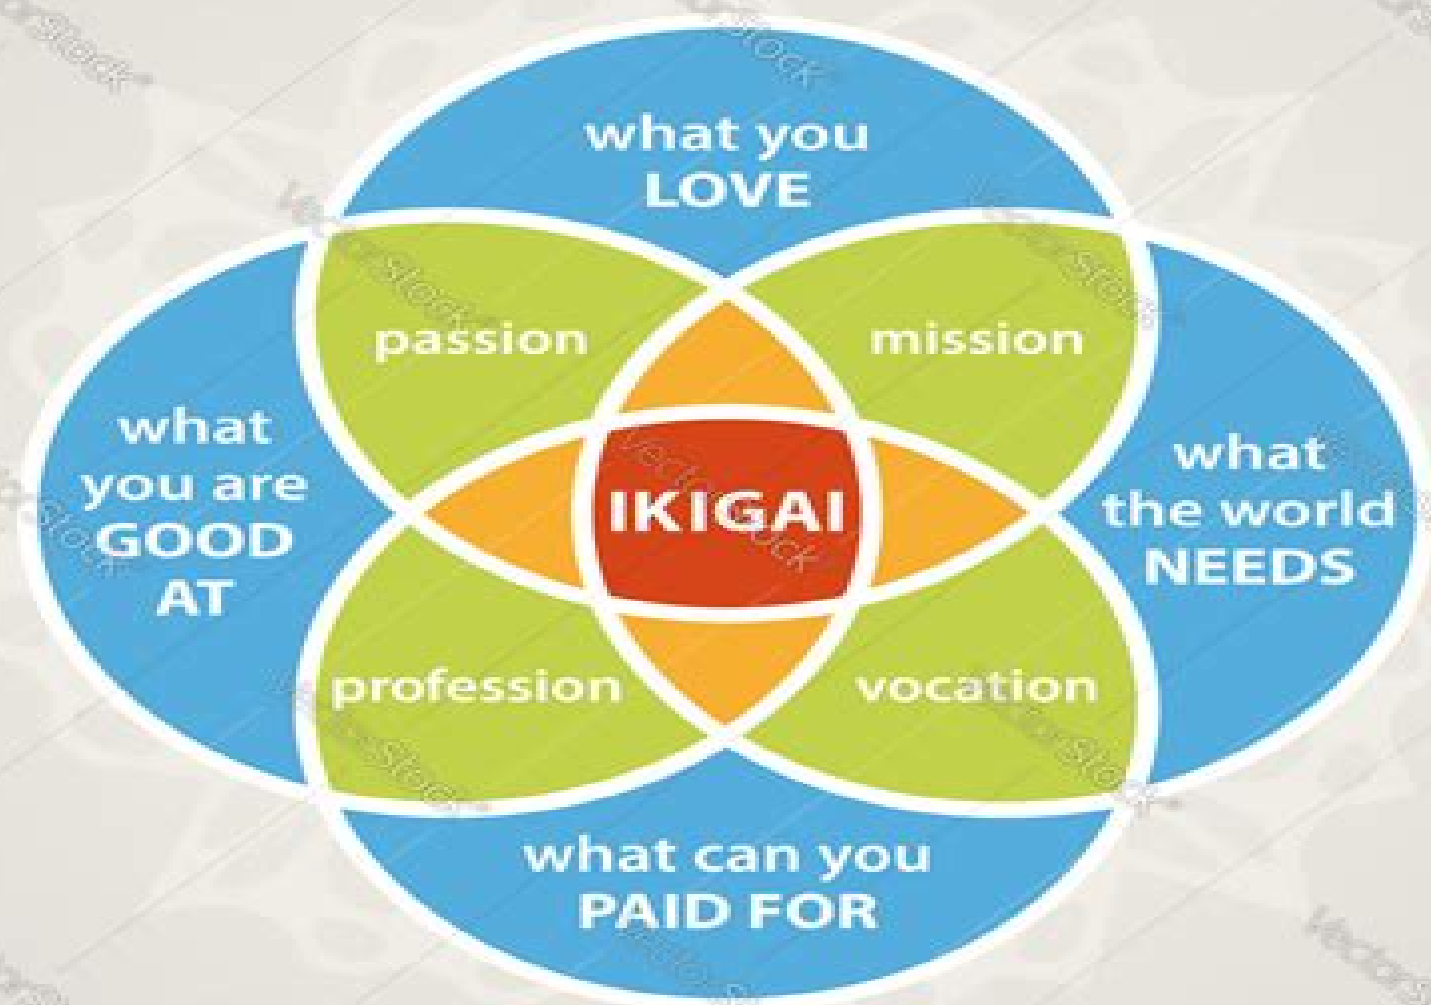 what you
LOVE
passion
mission
what
you are
GOOD
AT
IKIGAI
what
the world
NEEDS
profession
vocation
what can you
PAID FOR
VectorStock